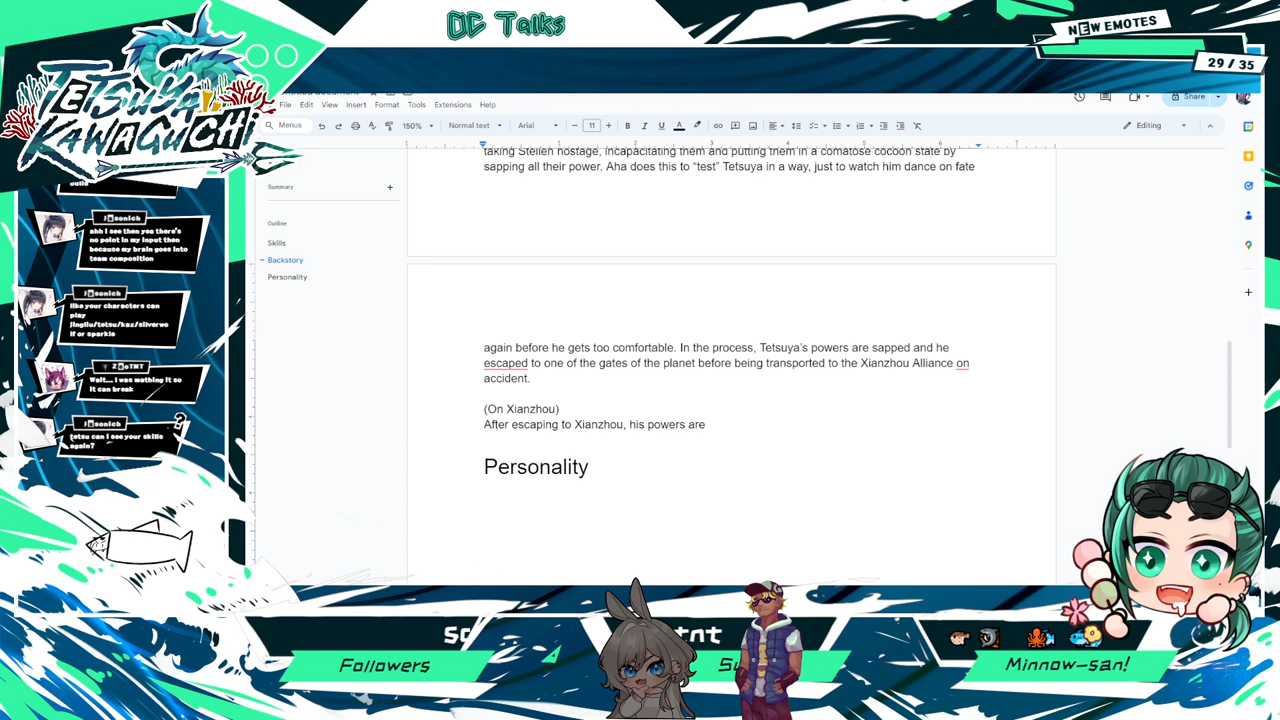 OC Talks
NEW EMOTES
29 / 35
TETSUYA
KAWAGUCHI
File Edit View Insert Format Tools Extensions Help
Share
Menus
150%
Normal text
Arial
11
Editing
taking Stellen hostage, incapacitating them and putting them in a comatose cocoon state by
sapping all their power. Aha does this to “test” Tetsuya in a way, just to watch him dance on fate
Summary
Outline
Skills
Backstory
Personality
again before he gets too comfortable. In the process, Tetsuya’s powers are sapped and he
escaped to one of the gates of the planet before being transported to the Xianzhou Alliance on
accident.
(On Xianzhou)
After escaping to Xianzhou, his powers are
Personality
build
ahh I see then yea there's
no point in my input then
because my brain goes into
team composition
like your characters can
play
jingliu/tetsu/kaz/silverwo
lf or sparkle
Wait... I was mathing it so
it can break
tetsu can i see your skills
again?
Followers
Minnow-san!